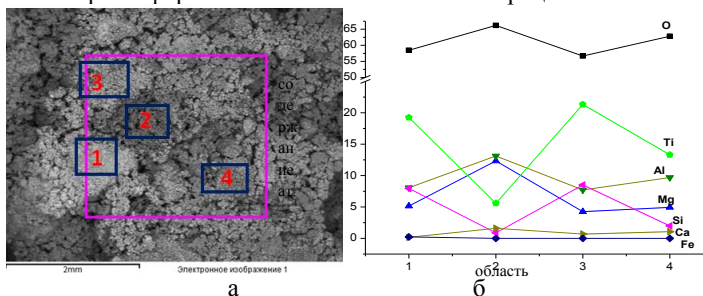 3
2
1
4
со
де
рж
ан
ие
ат
2mm
Электронное изображение 1
а
65
60
55
50
20
15
10
5
0
O
Ti
Al
Mg
Si
Ca
Fe
1
2
3
4
область
б